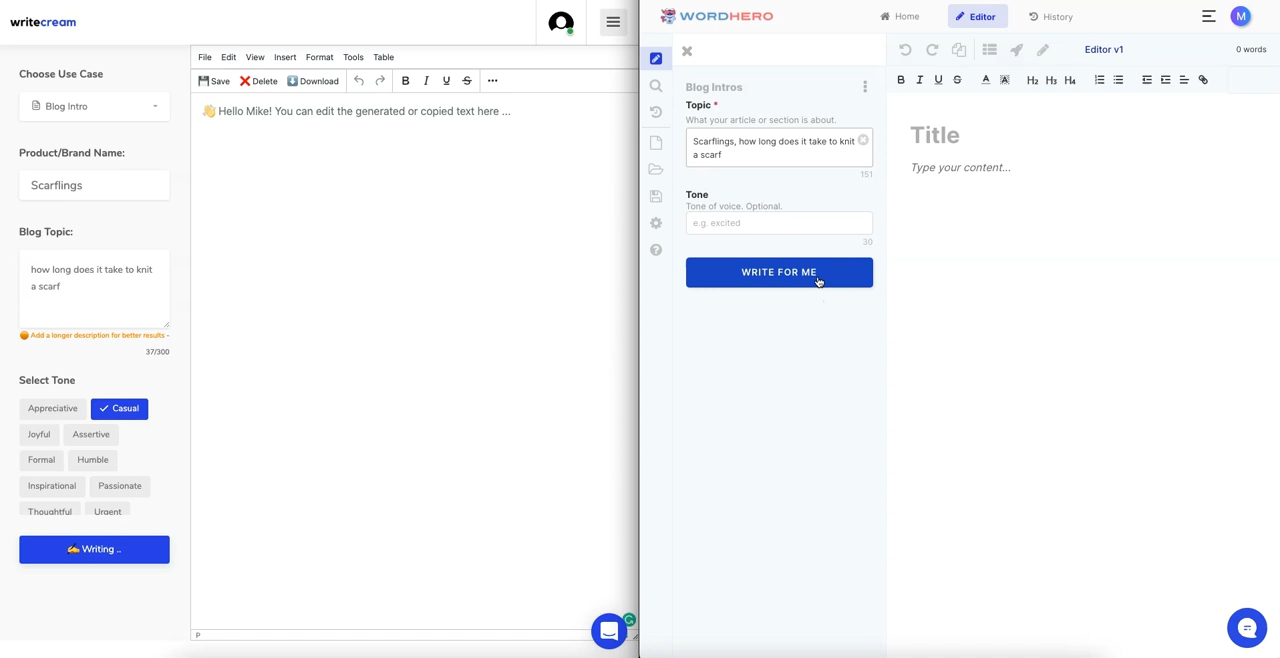 writecream
Choose Use Case
Blog Intro
Product/Brand Name:
Scarflings
Blog Topic:
how long does it take to knit
a scarf
Add a longer description for better results -
37/300
Select Tone
Appreciative
Casual
Joyful
Assertive
Formal
Humble
Inspirational
Passionate
Thoughtful
Urgent
Writing ..
File Edit View Insert Format Tools Table
Save Delete Download B I U S ...
Hello Mike! You can edit the generated or copied text here ...
P
WORDHERO
Home
Editor
History
M
Blog Intros
Topic *
What your article or section is about.
Scarflings, how long does it take to knit
a scarf
151
Tone
Tone of voice. Optional.
e.g. excited
30
WRITE FOR ME
Editor v1
0 words
B I U S A A H2 H3 H4
Title
Type your content...